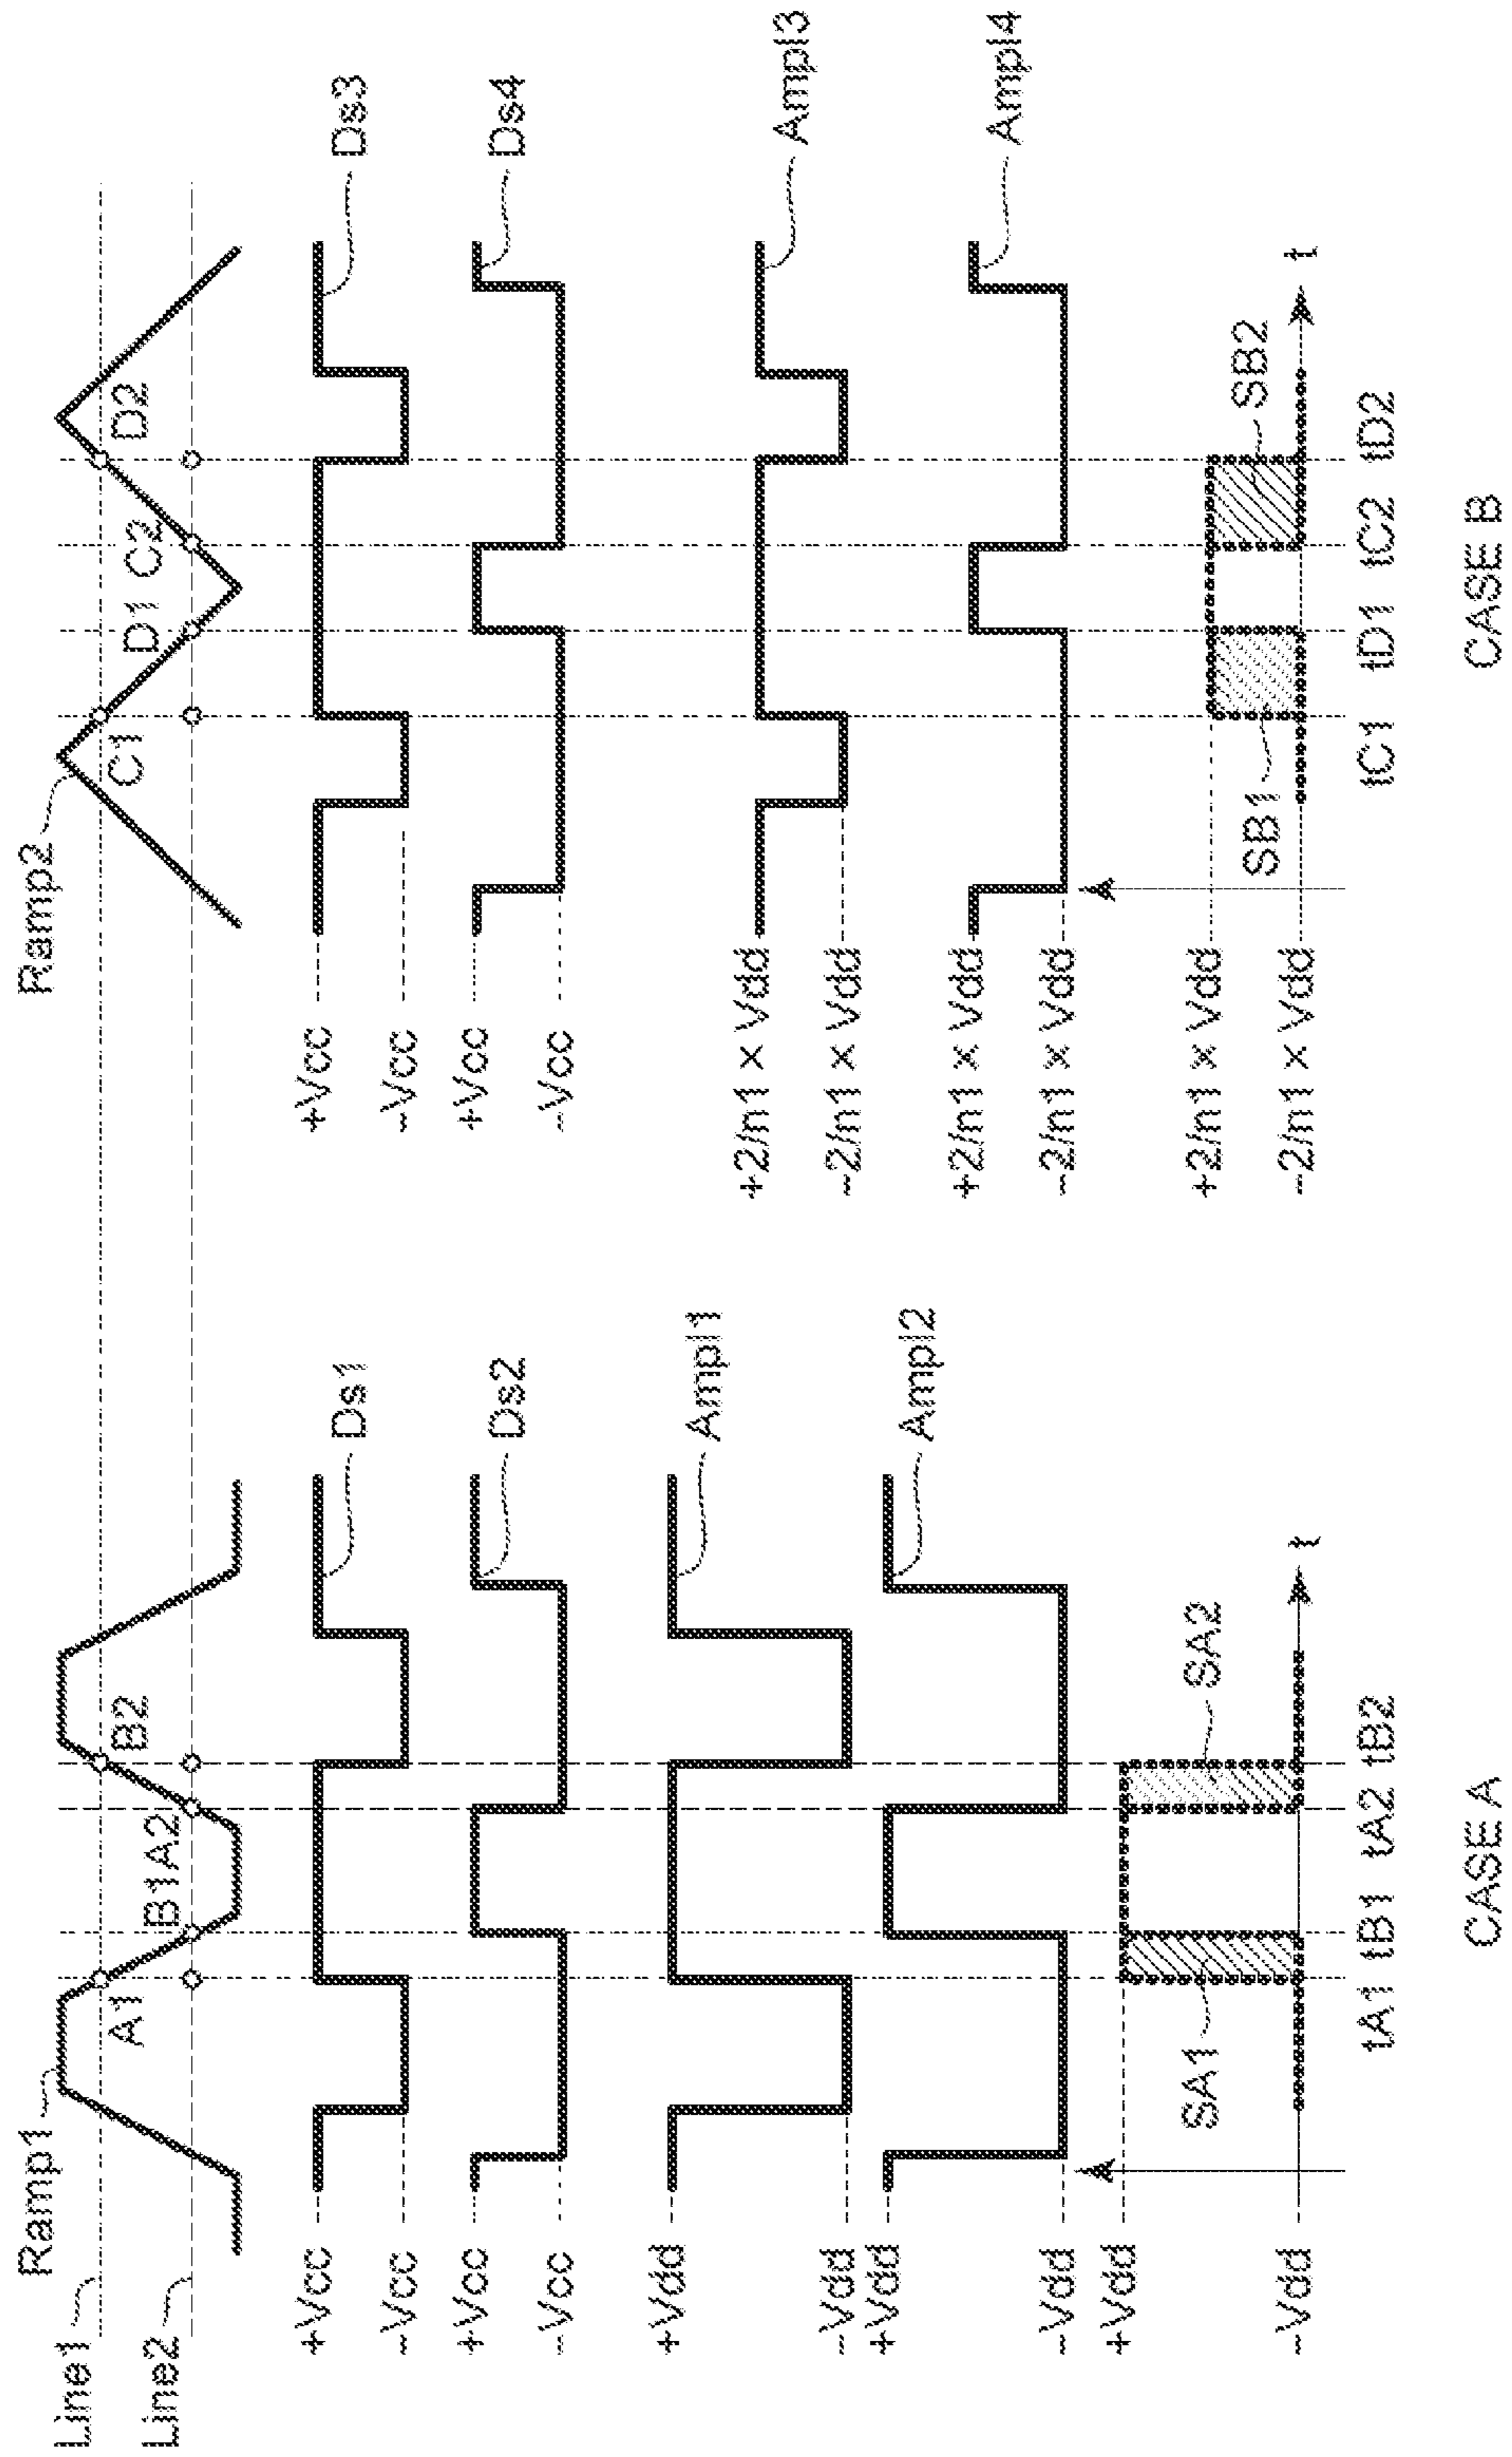 Line1
Line2
Ramp1
A1
B1A2
B2
+Vcc
−Vcc
Ds1
+Vcc
−Vcc
Ds2
+Vdd
−Vdd
Ampl1
+Vdd
−Vdd
Ampl2
+Vdd
−Vdd
SA1
SA2
t
tA1 tB1 tA2 tB2
CASE A
Ramp2
C1
D1 C2
D2
+Vcc
−Vcc
Ds3
+Vcc
−Vcc
Ds4
+2/n1 × Vdd
−2/n1 × Vdd
Ampl3
+2/n1 × Vdd
−2/n1 × Vdd
Ampl4
+2/n1 × Vdd
−2/n1 × Vdd
SB1
SB2
t
tC1 tD1 tC2 tD2
CASE B